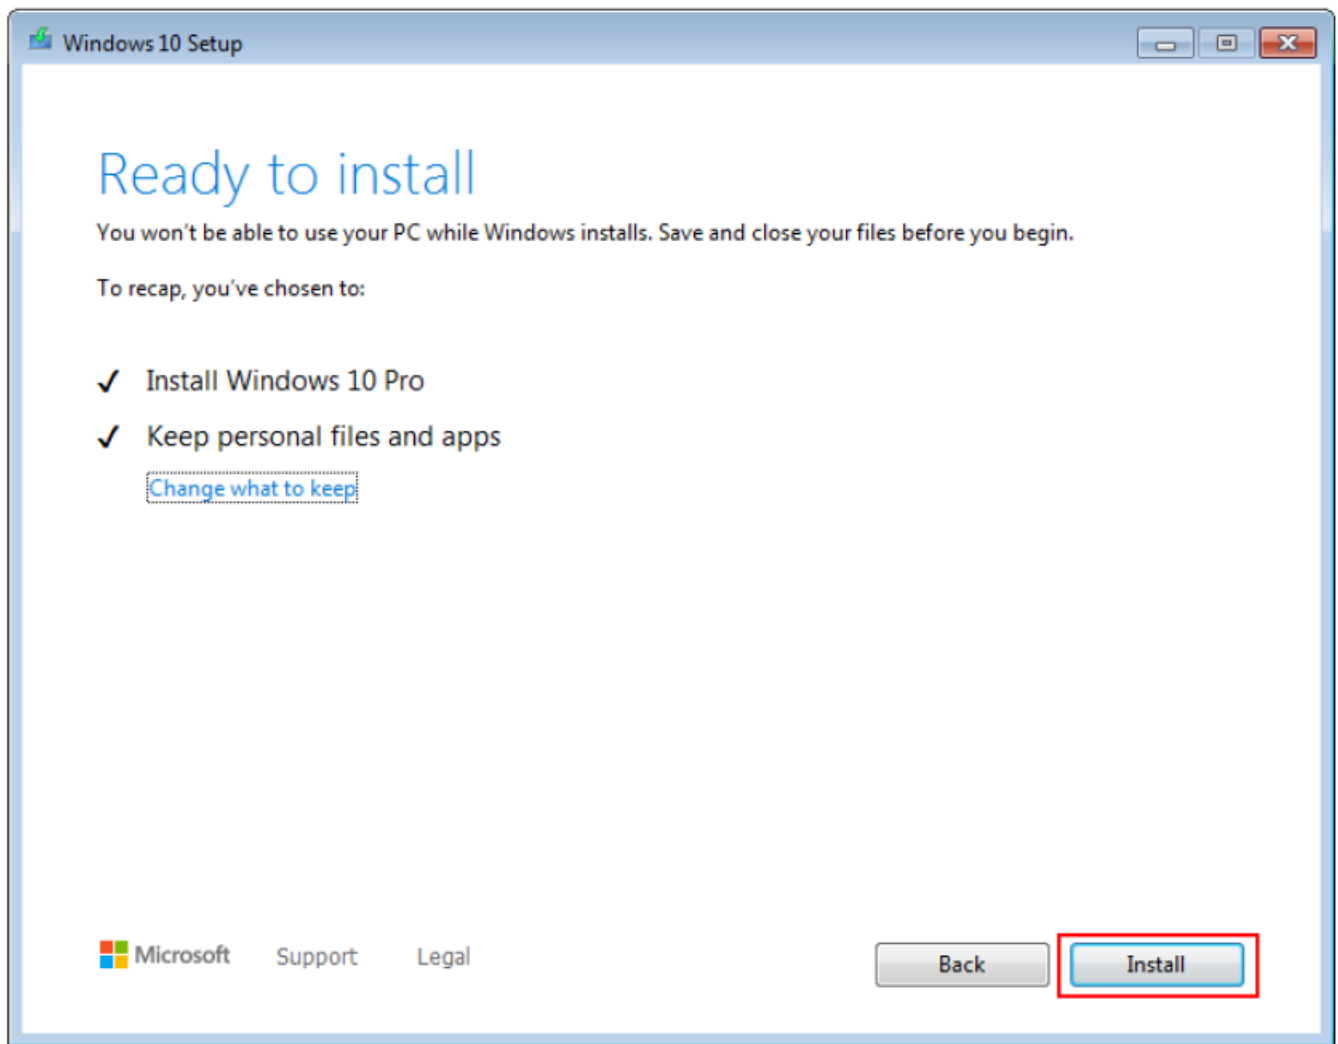 Windows 10 Setup
Ready to install
You won't be able to use your PC while Windows installs. Save and close your files before you begin.
To recap, you've chosen to:
✓ Install Windows 10 Pro
✓ Keep personal files and apps
Change what to keep
Microsoft Support Legal Back Install